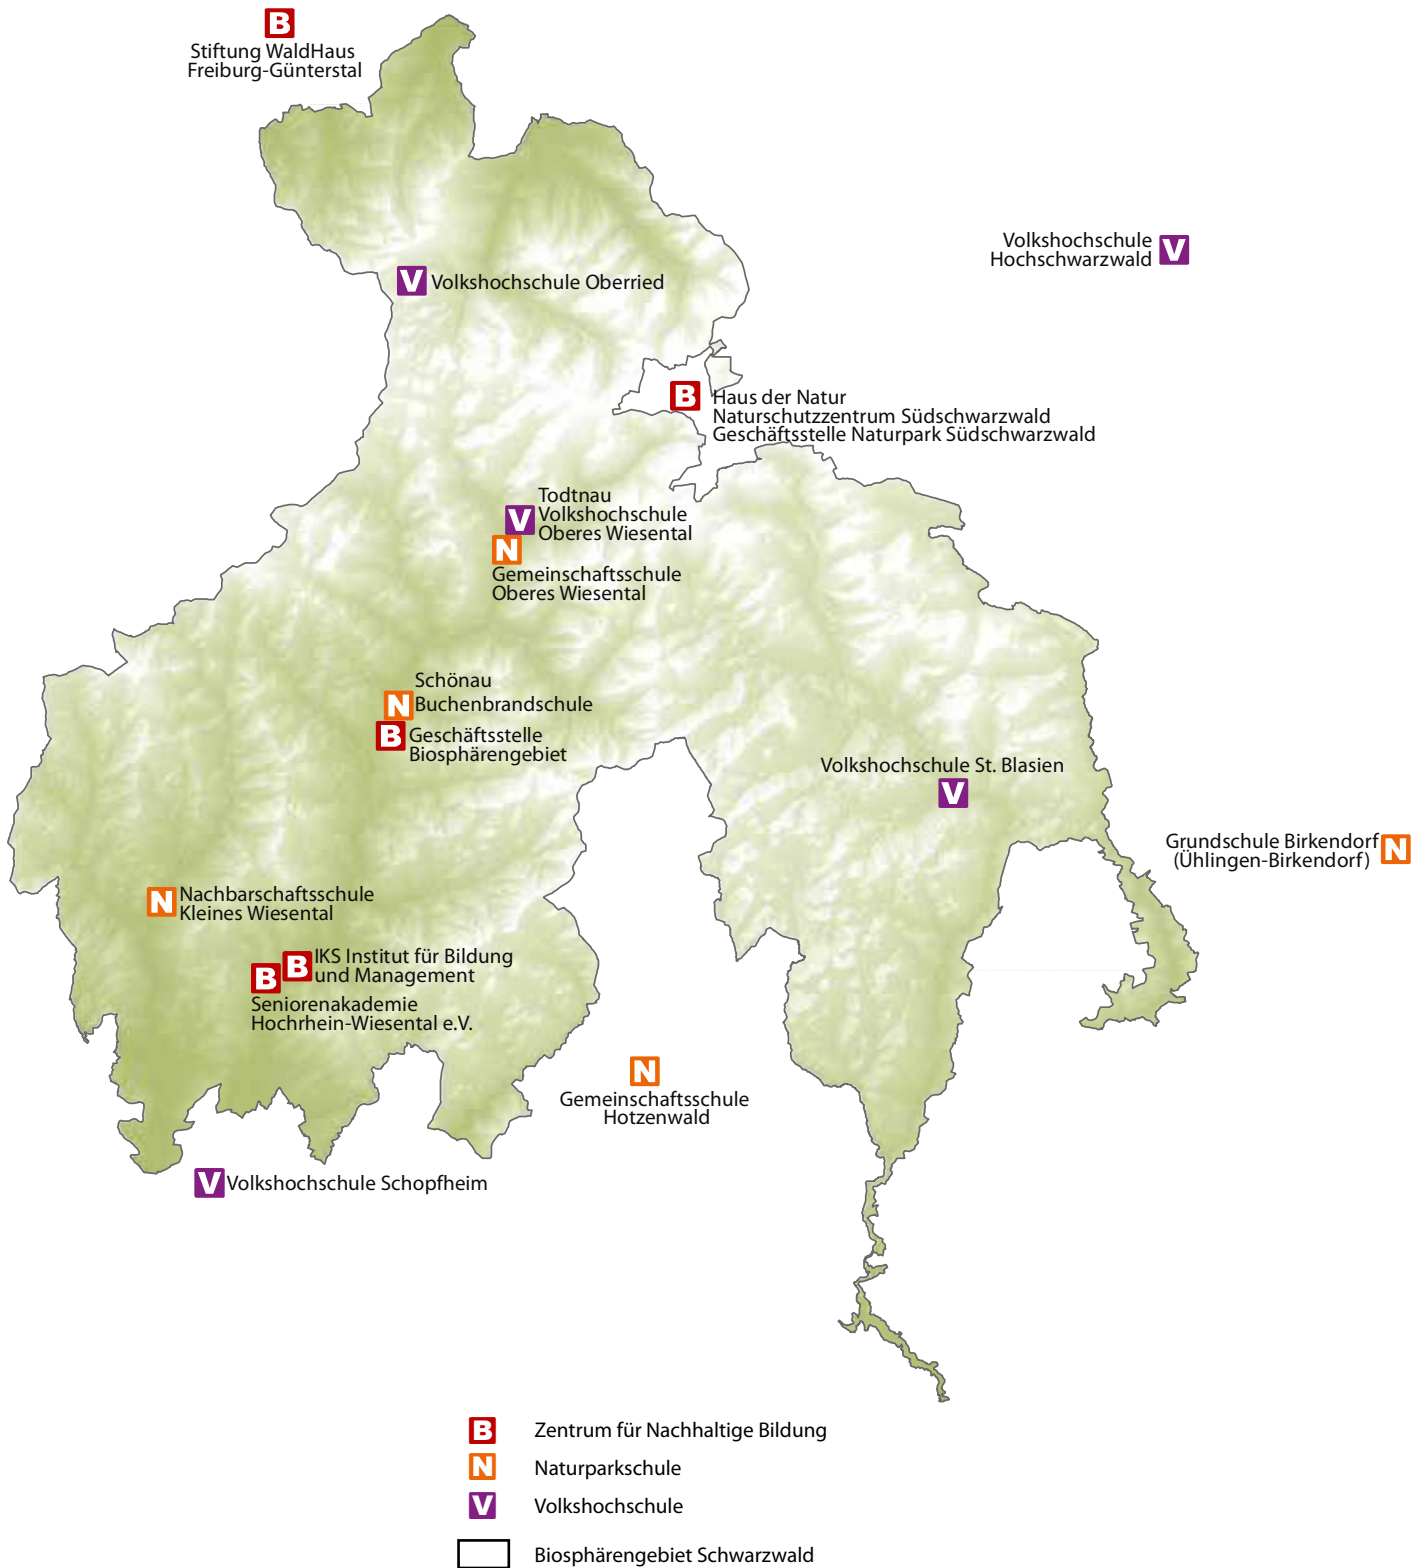 B
Stiftung WaldHaus
Freiburg-Günterstal
Volkshochschule
Hochschwarzwald
V
V
Volkshochschule Oberried
B
Haus der Natur
Naturschutzzentrum Südschwarzwald
Geschäftsstelle Naturpark Südschwarzwald
Todtnau
V
Volkshochschule
Oberes Wiesental
N
Gemeinschaftsschule
Oberes Wiesental
Schönau
N
Buchenbrandschule
B
Geschäftsstelle
Biosphärengebiet
Volkshochschule St. Blasien
V
Grundschule Birkendorf
(Ühlingen-Birkendorf)
N
N
Nachbarschaftsschule
Kleines Wiesental
B
IKS Institut für Bildung
und Management
B
Seniorenakademie
Hochrhein-Wiesental e.V.
N
Gemeinschaftsschule
Hotzenwald
V
Volkshochschule Schopfheim
B
Zentrum für Nachhaltige Bildung
N
Naturparkschule
V
Volkshochschule
Biosphärengebiet Schwarzwald